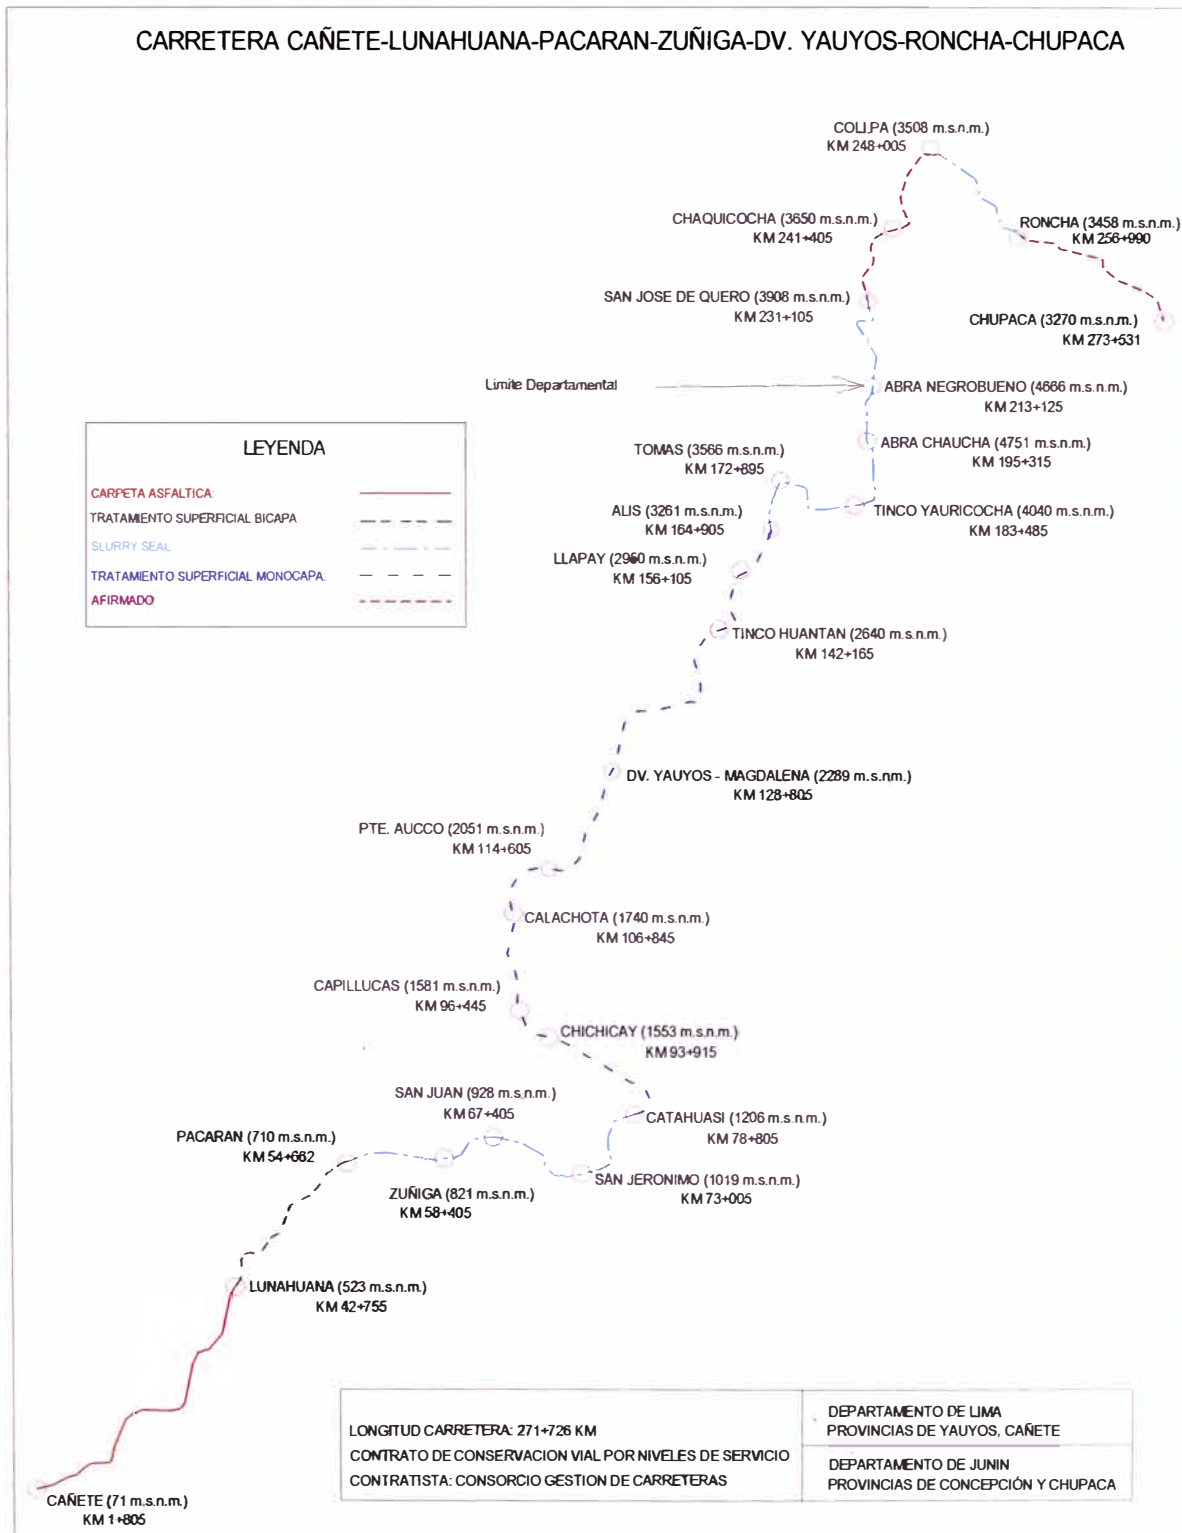 CARRETERA CAÑETE-LUNAHUANA-PACARAN-ZUÑIGA-DV. YAUYOS-RONCHA-CHUPACA
COLLPA (3508 m.s.n.m.)
KM 248+005
CHAQUICOCHA (3650 m.s.n.m.)
KM 241+405
RONCHA (3458 m.s.n.m.)
KM 256+990
SAN JOSE DE QUERO (3908 m.s.n.m.)
KM 231+105
CHUPACA (3270 m.s.n.m.)
KM 273+531
Limite Departamental
ABRA NEGROBUENO (4666 m.s.n.m.)
KM 213+125
LEYENDA
CARPETA ASFALTICA:
TRATAMIENTO SUPERFICIAL BICAPA
SLURRY SEAL
TRATAMIENTO SUPERFICIAL MONOCAPA:
AFIRMADO
TOMAS (3566 m.s.n.m.)
KM 172+895
ABRA CHAUCHA (4751 m.s.n.m.)
KM 195+315
ALIS (3261 m.s.n.m.)
KM 164+905
TINCO YAURICOCHA (4040 m.s.n.m.)
KM 183+485
LLAPAY (2960 m.s.n.m.)
KM 156+105
TINCO HUANTAN (2640 m.s.n.m.)
KM 142+165
DV. YAUYOS - MAGDALENA (2289 m.s.nm.)
KM 128+805
PTE. AUCCO (2051 m.s.n.m.)
KM 114+605
CALACHOTA (1740 m.s.n.m.)
KM 106+845
CAPILLUCAS (1581 m.s.n.m.)
KM 96+445
CHICHICAY (1553 m.s.n.m.)
KM 93+915
SAN JUAN (928 m.s.n.m.)
KM 67+405
CATAHUASI (1206 m.s.n.m.)
KM 78+805
PACARAN (710 m.s.n.m.)
KM 54+662
ZUÑIGA (821 m.s.n.m.)
KM 58+405
SAN JERONIMO (1019 m.s.n.m.)
KM 73+005
LUNAHUANA (523 m.s.n.m.)
KM 42+755
CAÑETE (71 m.s.n.m.)
KM 1+805
LONGITUD CARRETERA: 271+726 KM
CONTRATO DE CONSERVACION VIAL POR NIVELES DE SERVICIO
CONTRATISTA: CONSORCIO GESTION DE CARRETERAS
DEPARTAMENTO DE LIMA
PROVINCIAS DE YAUYOS, CAÑETE
DEPARTAMENTO DE JUNIN
PROVINCIAS DE CONCEPCIÓN Y CHUPACA